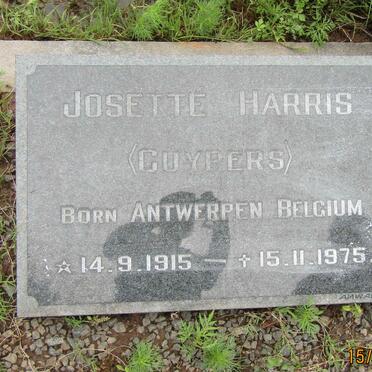 JOSETTE HARRIS
(CUYPERS)
BORN ANTWERPEN BELGIUM
☆ 14.9.1915 — ✝ 15.11.1975.